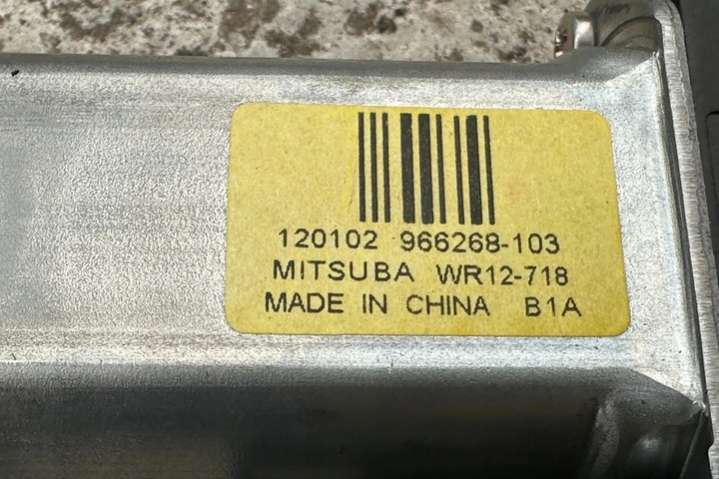 120102 966268-103
MITSUBA WR12-718
MADE IN CHINA B1A